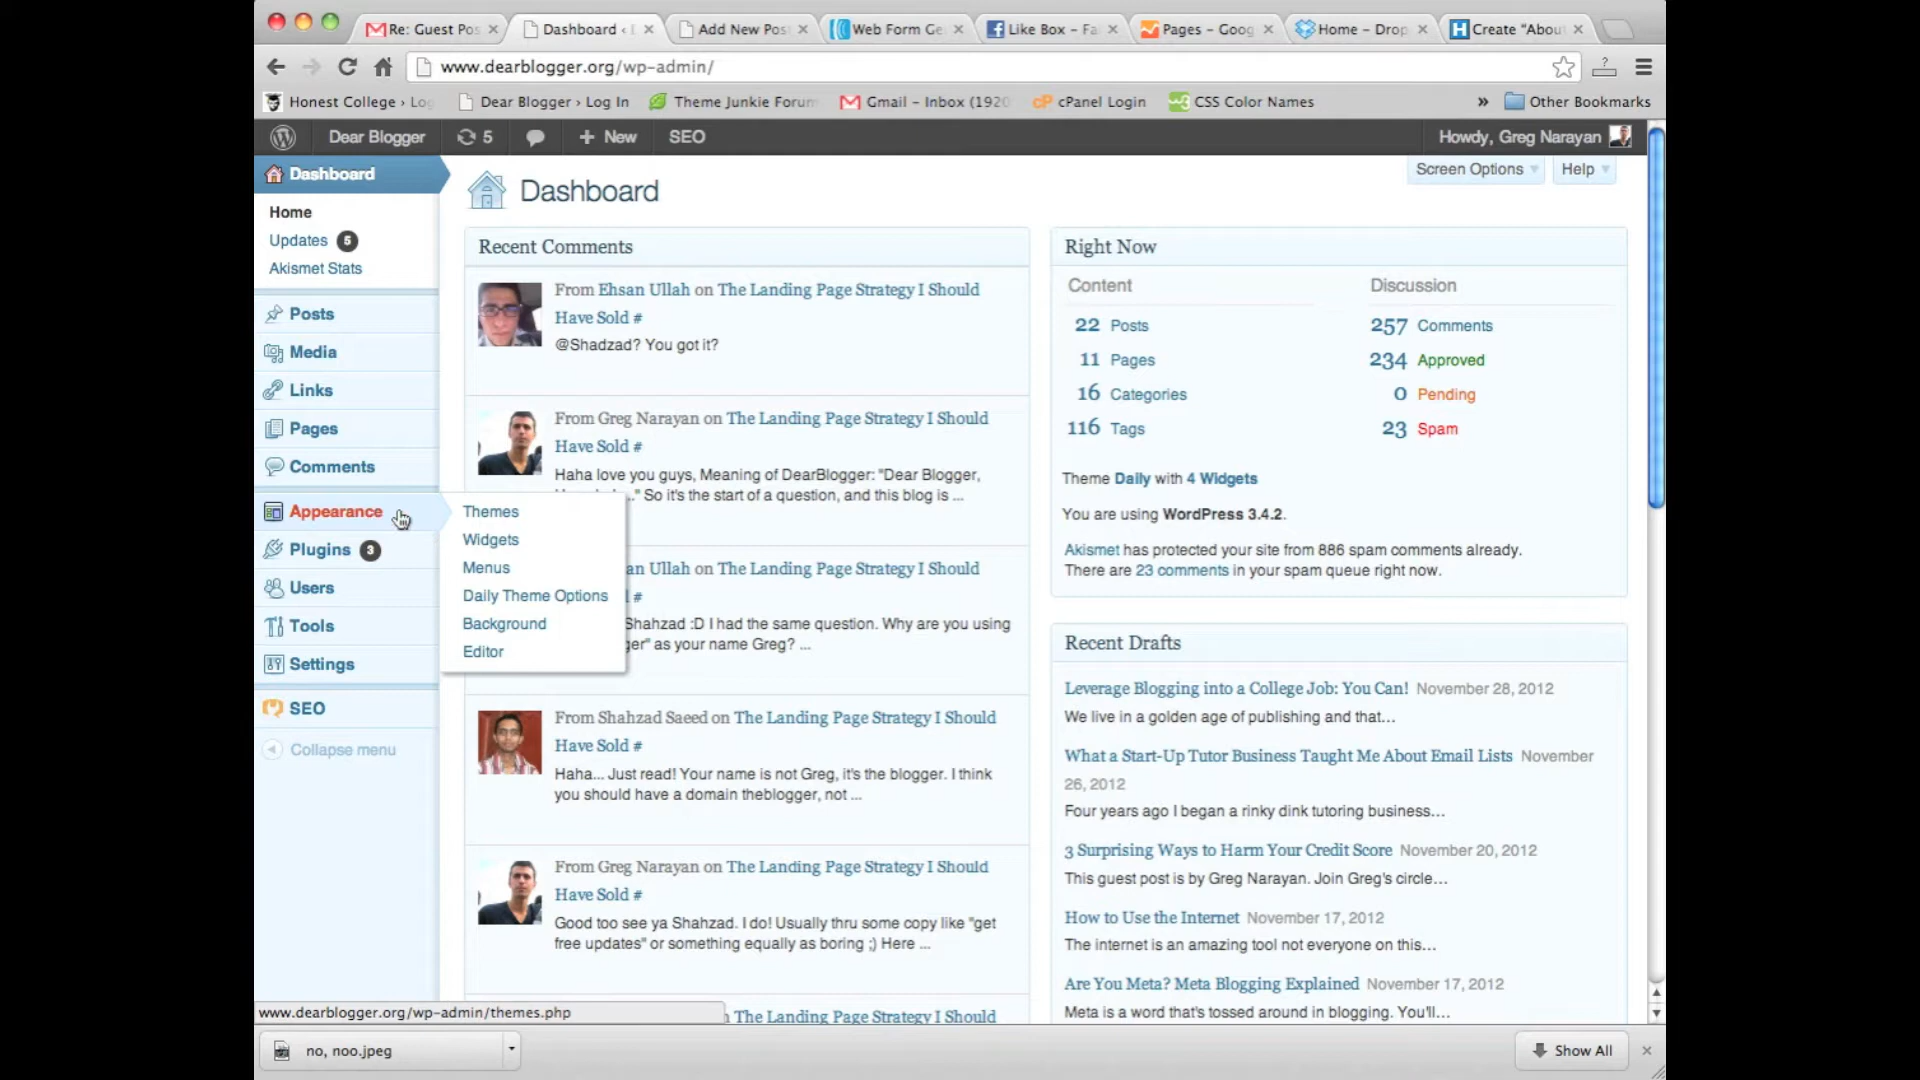 Re: Guest Pos
Dashboard ‹
Add New Pos
Web Form Ge
Like Box – Fa
Pages – Goog
Home – Drop
Create "Abou
www.dearblogger.org/wp-admin/
Honest College › Log
Dear Blogger › Log In
Theme Junkie Forum
Gmail – Inbox (1920
cPanel Login
CSS Color Names
»
Other Bookmarks
Dear Blogger
5
+ New
SEO
Howdy, Greg Narayan
Dashboard
Home
Updates 5
Akismet Stats
Posts
Media
Links
Pages
Comments
Appearance
Plugins 3
Users
Tools
Settings
SEO
Collapse menu
Themes
Widgets
Menus
Daily Theme Options
Background
Editor
Screen Options
Help
Dashboard
Recent Comments
From Ehsan Ullah on The Landing Page Strategy I Should
Have Sold #
@Shadzad? You got it?
From Greg Narayan on The Landing Page Strategy I Should
Have Sold #
Haha love you guys, Meaning of DearBlogger: "Dear Blogger,
" So it's the start of a question, and this blog is ...
an Ullah on The Landing Page Strategy I Should
#
Shahzad :D I had the same question. Why are you using
ger" as your name Greg? ...
From Shahzad Saeed on The Landing Page Strategy I Should
Have Sold #
Haha... Just read! Your name is not Greg, it's the blogger. I think
you should have a domain theblogger, not ...
From Greg Narayan on The Landing Page Strategy I Should
Have Sold #
Good too see ya Shahzad. I do! Usually thru some copy like "get
free updates" or something equally as boring ;) Here ...
The Landing Page Strategy I Should
Right Now
Content
22 Posts
11 Pages
16 Categories
116 Tags
Discussion
257 Comments
234 Approved
0 Pending
23 Spam
Theme Daily with 4 Widgets
You are using WordPress 3.4.2.
Akismet has protected your site from 886 spam comments already.
There are 23 comments in your spam queue right now.
Recent Drafts
Leverage Blogging into a College Job: You Can! November 28, 2012
We live in a golden age of publishing and that...
What a Start-Up Tutor Business Taught Me About Email Lists November
26, 2012
Four years ago I began a rinky dink tutoring business...
3 Surprising Ways to Harm Your Credit Score November 20, 2012
This guest post is by Greg Narayan. Join Greg's circle...
How to Use the Internet November 17, 2012
The internet is an amazing tool not everyone on this...
Are You Meta? Meta Blogging Explained November 17, 2012
Meta is a word that's tossed around in blogging. You'll...
www.dearblogger.org/wp-admin/themes.php
no, noo.jpeg
Show All